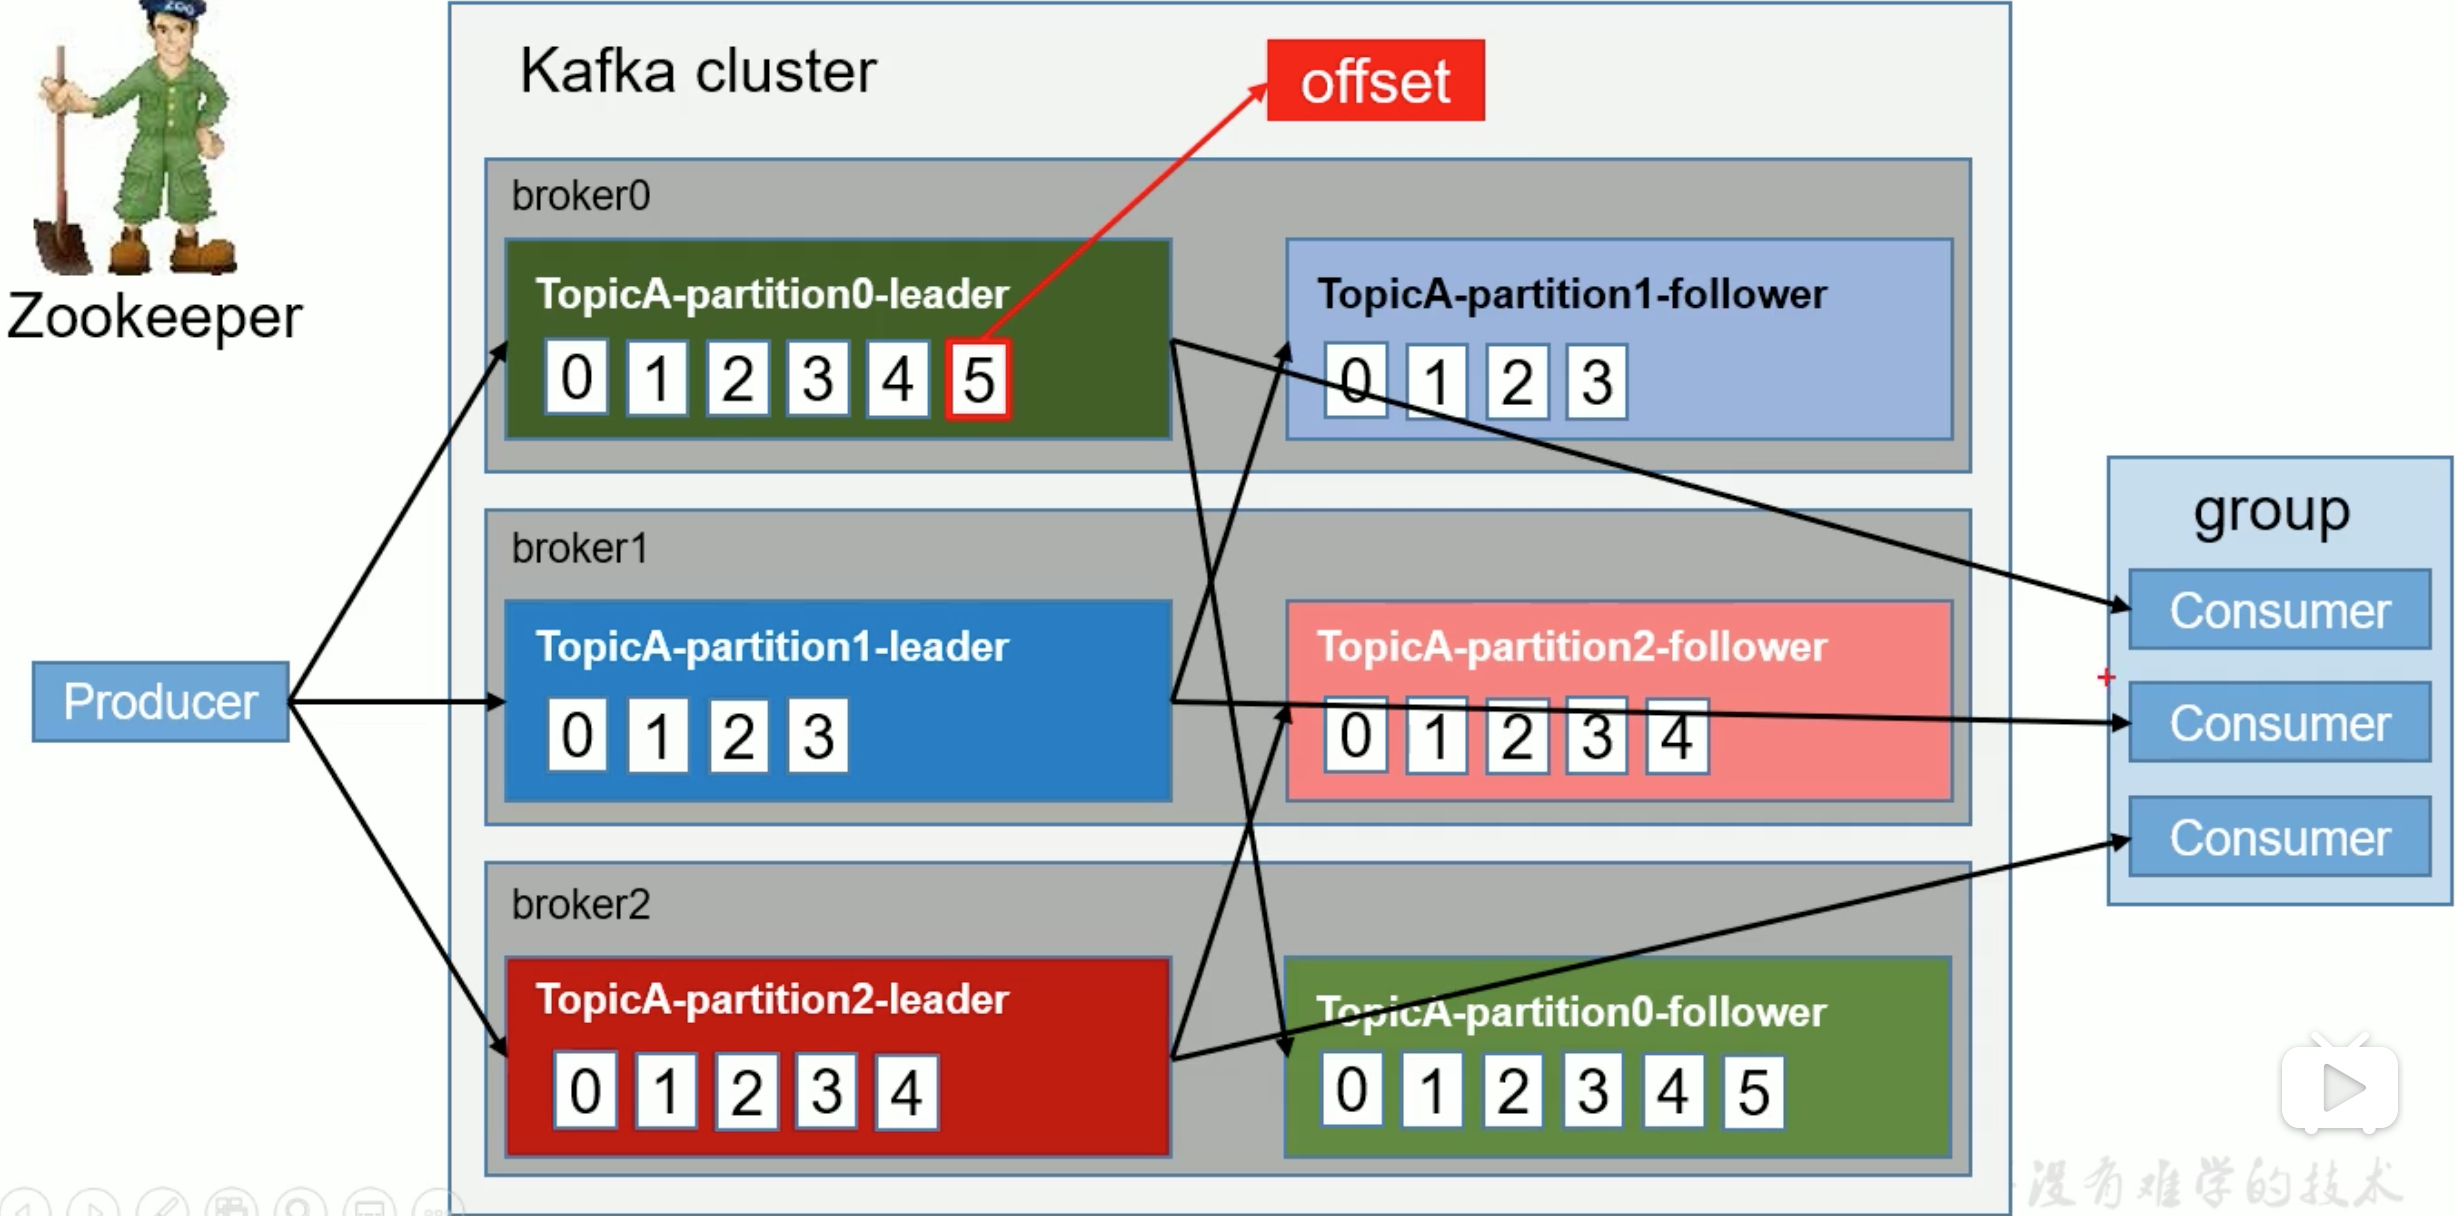 ZOO
Zookeeper
Kafka cluster
offset
broker0
TopicA-partition0-leader
0 1 2 3 4 5
TopicA-partition1-follower
0 1 2 3
broker1
TopicA-partition1-leader
0 1 2 3
TopicA-partition2-follower
0 1 2 3 4
broker2
TopicA-partition2-leader
0 1 2 3 4
TopicA-partition0-follower
0 1 2 3 4 5
Producer
group
Consumer
Consumer
Consumer
没有难学的技术